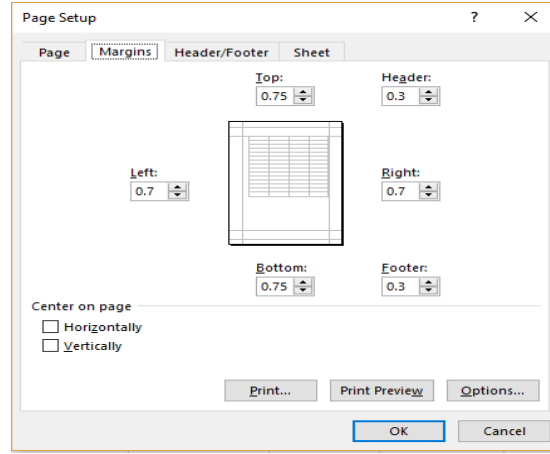 Page Setup ? ×
Page Margins Header/Footer Sheet
Top: Header:
0.75 0.3
Left: Right:
0.7 0.7
Bottom: Footer:
0.75 0.3
Center on page
Horizontally
Vertically
Print... Print Preview Options...
OK Cancel